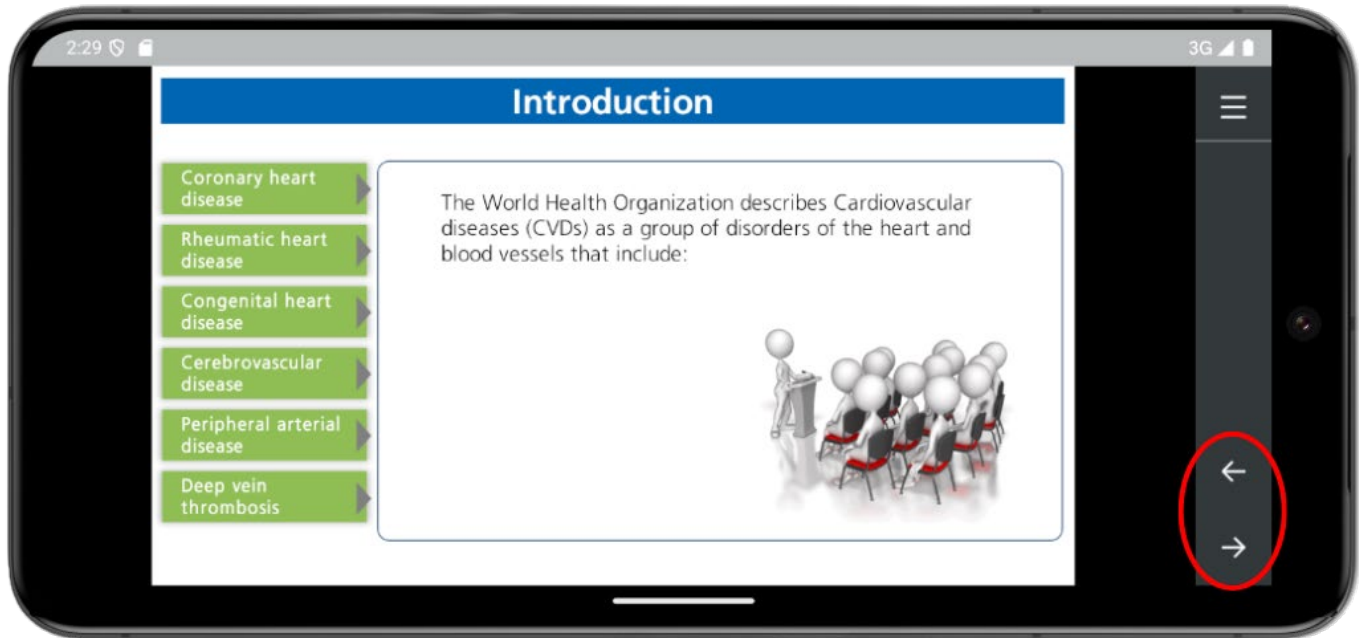 2:29
3G
Introduction
Coronary heart
disease
Rheumatic heart
disease
Congenital heart
disease
Cerebrovascular
disease
Peripheral arterial
disease
Deep vein
thrombosis
The World Health Organization describes Cardiovascular
diseases (CVDs) as a group of disorders of the heart and
blood vessels that include: